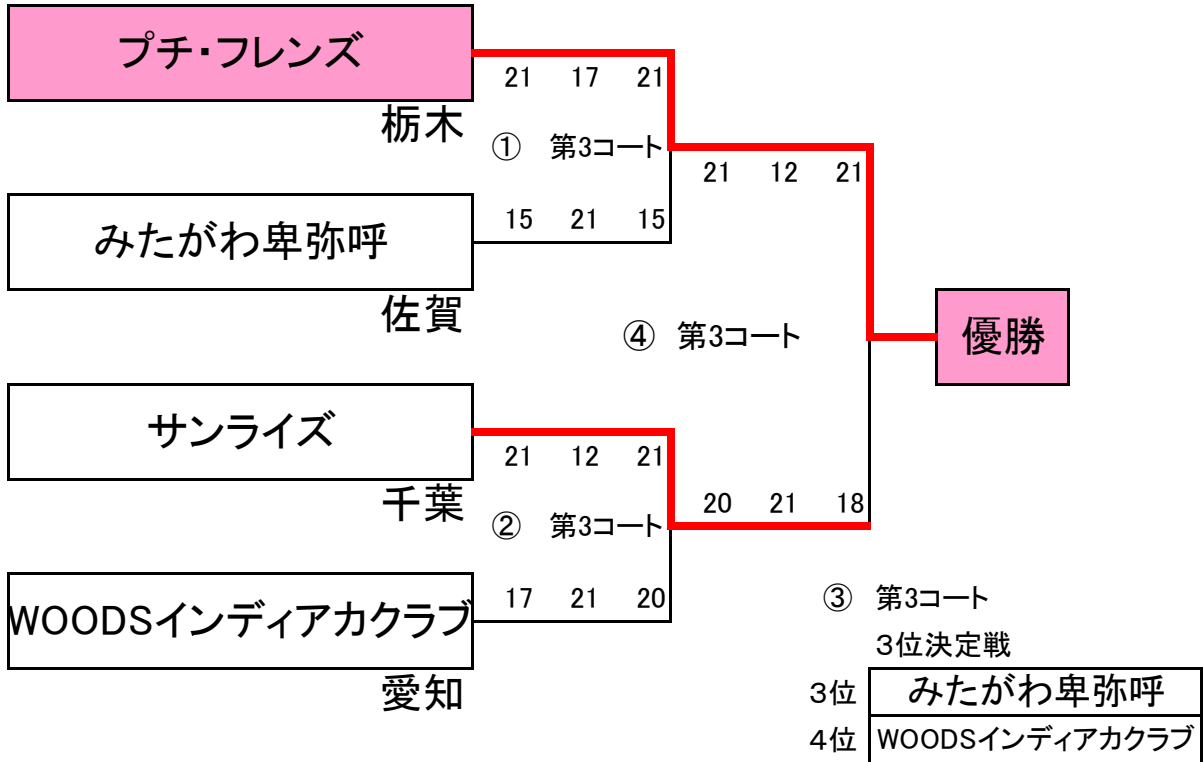 プチ・フレンズ
21 17 21
栃木
① 第3コート
21 12 21
みたがわ卑弥呼
15 21 15
佐賀
④ 第3コート
優勝
サンライズ
21 12 21
千葉
② 第3コート
20 21 18
WOODSインディアカクラブ
17 21 20
愛知
③ 第3コート
３位決定戦
３位 みたがわ卑弥呼
４位 WOODSインディアカクラブ